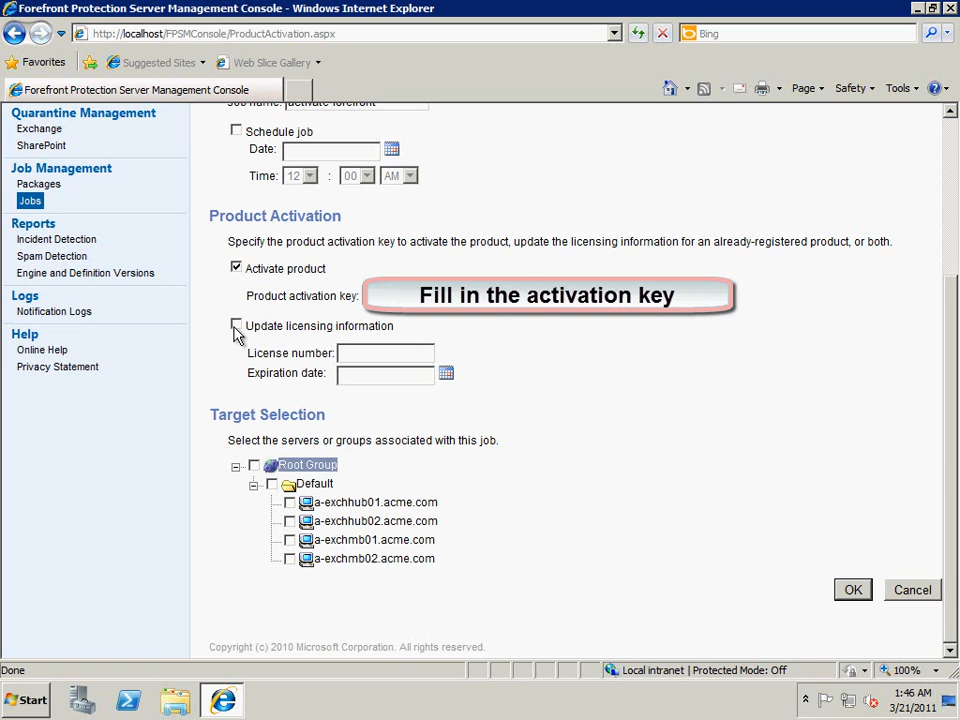 Forefront Protection Server Management Console - Windows Internet Explorer
http://localhost/FPSMConsole/ProductActivation.aspx
Bing
Favorites
Suggested Sites
Web Slice Gallery
Forefront Protection Server Management Console
Page
Safety
Tools
Quarantine Management
Exchange
SharePoint
Job Management
Packages
Jobs
Reports
Incident Detection
Spam Detection
Engine and Definition Versions
Logs
Notification Logs
Help
Online Help
Privacy Statement
Job name: activate forefront
Schedule job
Date:
Time: 12 : 00 AM
Product Activation
Specify the product activation key to activate the product, update the licensing information for an already-registered product, or both.
Activate product
Product activation key:
Fill in the activation key
Update licensing information
License number:
Expiration date:
Target Selection
Select the servers or groups associated with this job.
Root Group
Default
a-exchhub01.acme.com
a-exchhub02.acme.com
a-exchmb01.acme.com
a-exchmb02.acme.com
OK
Cancel
Copyright (c) 2010 Microsoft Corporation. All rights reserved.
Done
Local intranet | Protected Mode: Off
100%
Start
1:46 AM
3/21/2011